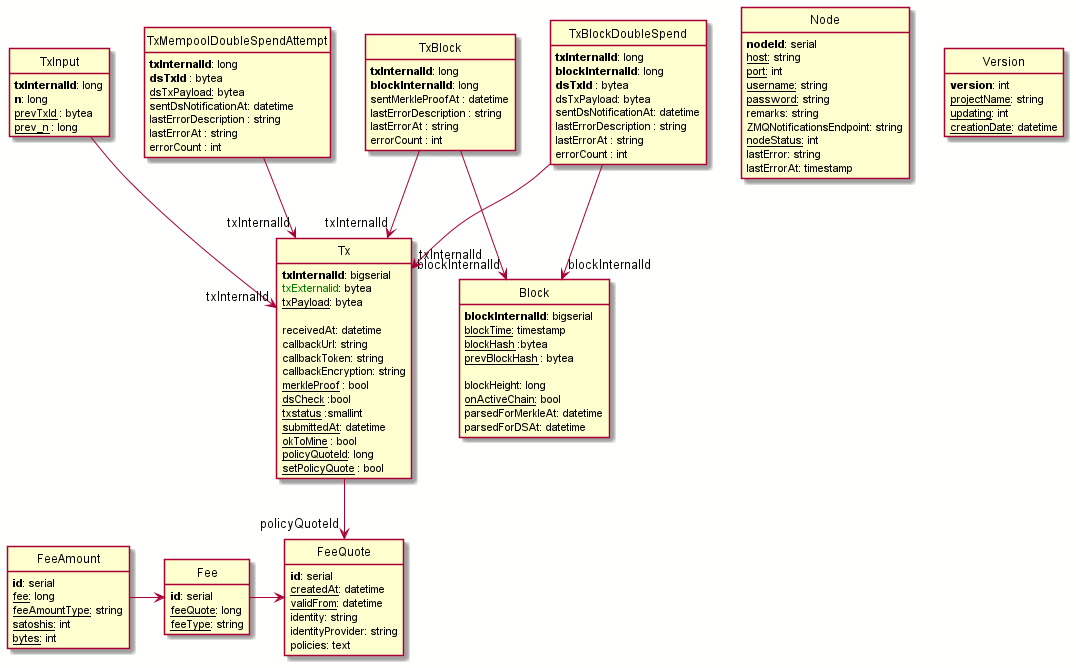 TxInput
txInternalId: long
n: long
prevTxId : bytea
prev_n : long
TxMempoolDoubleSpendAttempt
txInternalId: long
dsTxId : bytea
dsTxPayload: bytea
sentDsNotificationAt: datetime
lastErrorDescription : string
lastErrorAt : string
errorCount : int
TxBlock
txInternalId: long
blockInternalId: long
sentMerkleProofAt : datetime
lastErrorDescription : string
lastErrorAt : string
errorCount : int
TxBlockDoubleSpend
txInternalId: long
blockInternalId: long
dsTxId : bytea
dsTxPayload: bytea
sentDsNotificationAt: datetime
lastErrorDescription : string
lastErrorAt : string
errorCount : int
Node
nodeId: serial
host: string
port: int
username: string
password: string
remarks: string
ZMQNotificationsEndpoint: string
nodeStatus: int
lastError: string
lastErrorAt: timestamp
Version
version: int
projectName: string
updating: int
creationDate: datetime
txInternalId
txInternalId
txInternalId
txInternalId
blockInternalId
blockInternalId
Tx
txInternalId: bigserial
txExternalid: bytea
txPayload: bytea
receivedAt: datetime
callbackUrl: string
callbackToken: string
callbackEncryption: string
merkleProof : bool
dsCheck :bool
txstatus :smallint
submittedAt: datetime
okToMine : bool
policyQuoteId: long
setPolicyQuote : bool
Block
blockInternalId: bigserial
blockTime: timestamp
blockHash :bytea
prevBlockHash : bytea
blockHeight: long
onActiveChain: bool
parsedForMerkleAt: datetime
parsedForDSAt: datetime
policyQuoteId
FeeAmount
id: serial
fee: long
feeAmountType: string
satoshis: int
bytes: int
Fee
id: serial
feeQuote: long
feeType: string
FeeQuote
id: serial
createdAt: datetime
validFrom: datetime
identity: string
identityProvider: string
policies: text